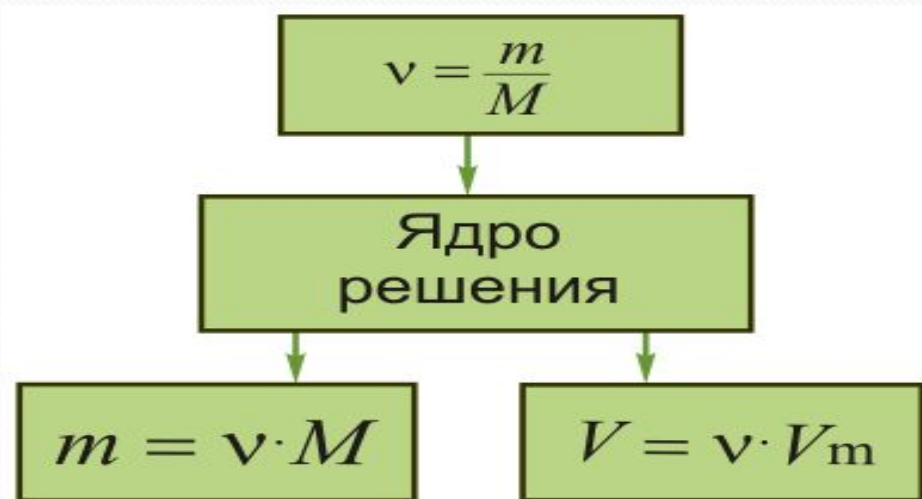 ν = m/M
Ядро
решения
m = ν·M
V = ν·Vm